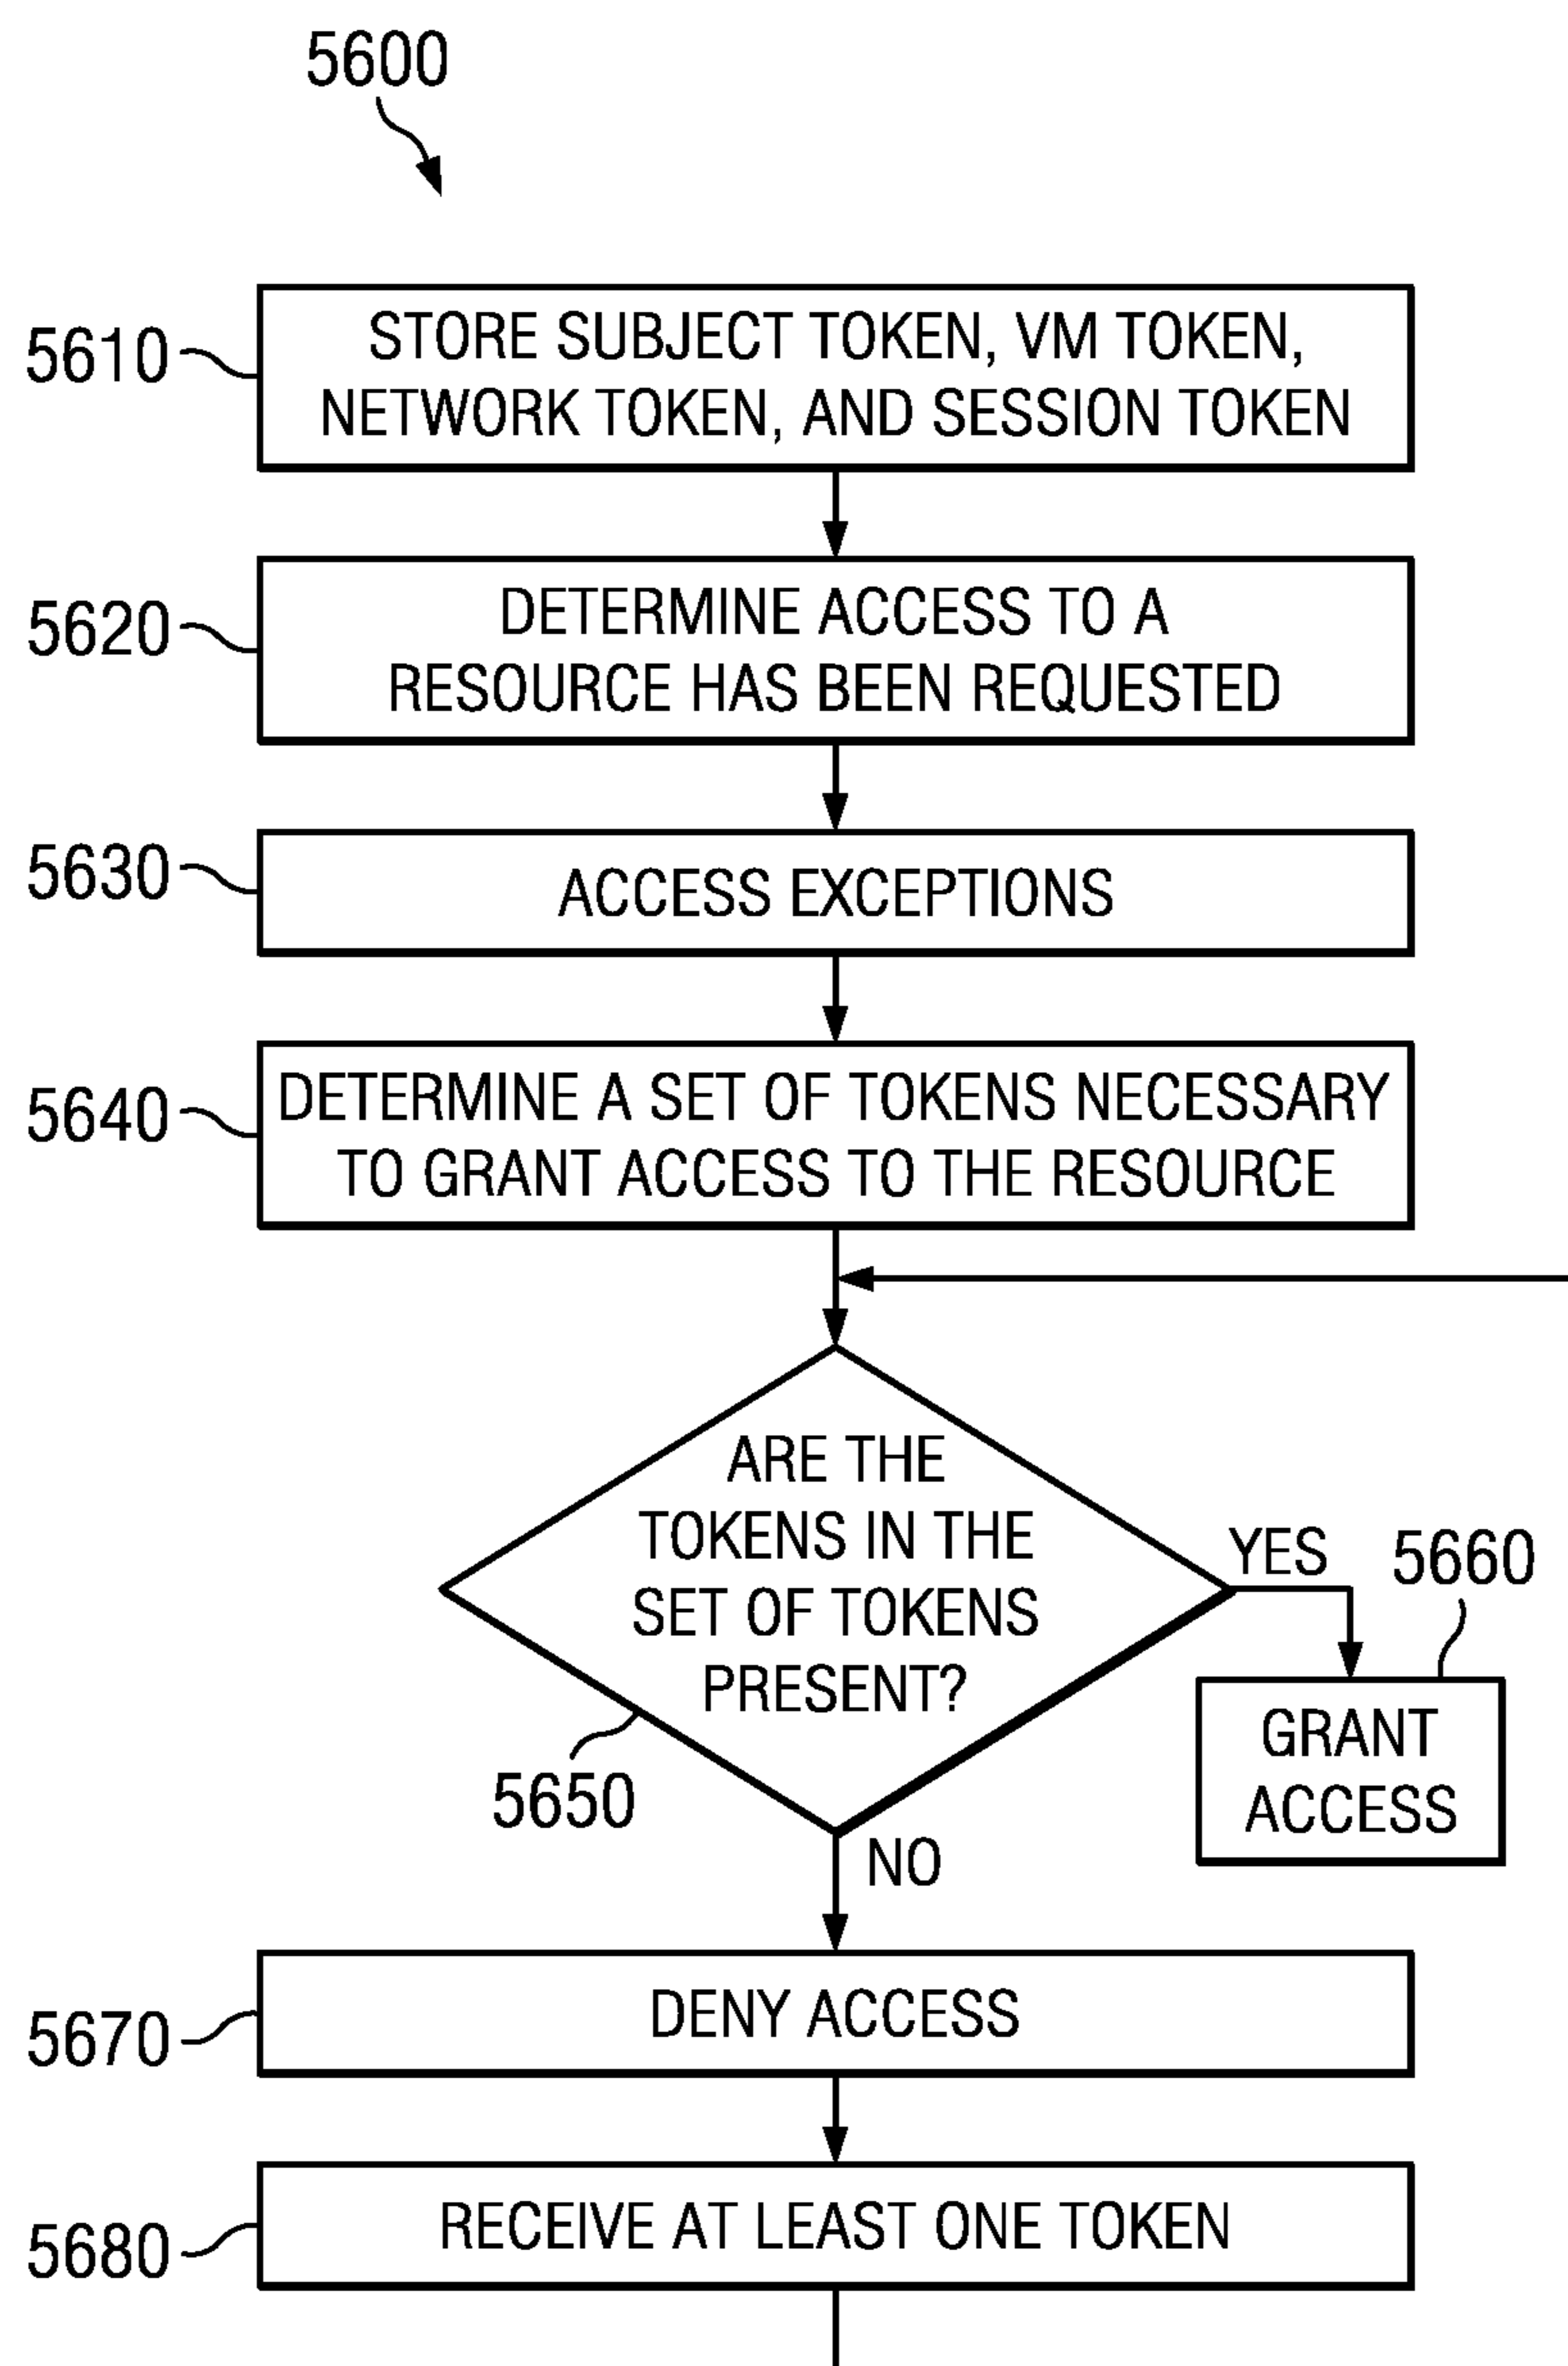 5600
5610
STORE SUBJECT TOKEN, VM TOKEN,
NETWORK TOKEN, AND SESSION TOKEN
5620
DETERMINE ACCESS TO A
RESOURCE HAS BEEN REQUESTED
5630
ACCESS EXCEPTIONS
5640
DETERMINE A SET OF TOKENS NECESSARY
TO GRANT ACCESS TO THE RESOURCE
ARE THE
TOKENS IN THE
SET OF TOKENS
PRESENT?
5650
YES
5660
GRANT
ACCESS
NO
5670
DENY ACCESS
5680
RECEIVE AT LEAST ONE TOKEN